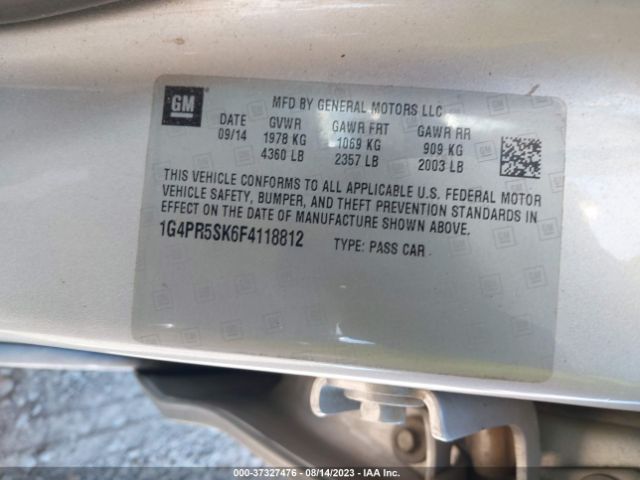 GM
MFD BY GENERAL MOTORS LLC
DATE GVWR GAWR FRT GAWR RR
09/14 1978 KG 1069 KG 909 KG
4360 LB 2357 LB 2003 LB
THIS VEHICLE CONFORMS TO ALL APPLICABLE U.S. FEDERAL MOTOR
VEHICLE SAFETY, BUMPER, AND THEFT PREVENTION STANDARDS IN
EFFECT ON THE DATE OF MANUFACTURE SHOWN ABOVE.
1G4PR5SK6F4118812 TYPE: PASS CAR
000-37327476 - 08/14/2023 - IAA Inc.